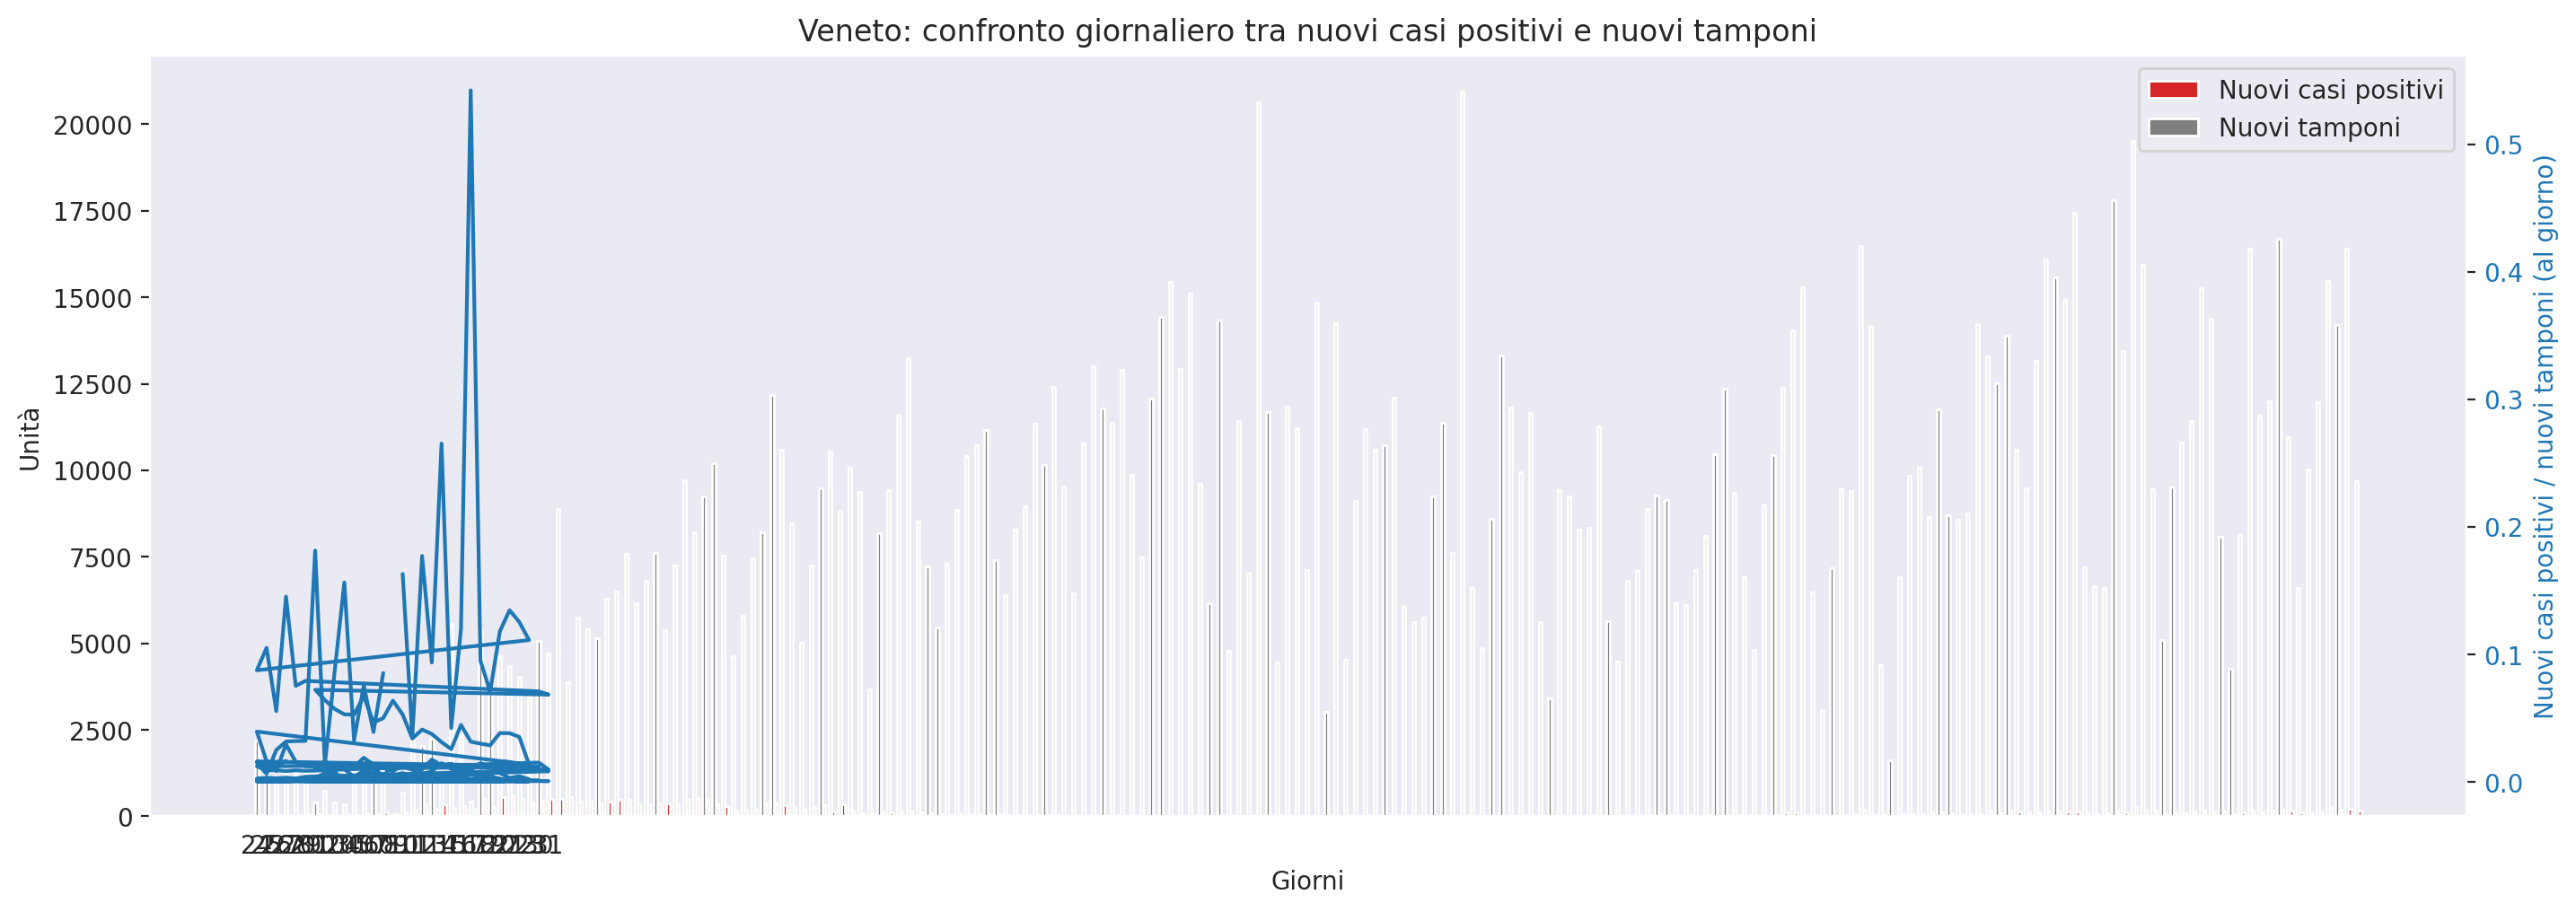 Veneto: confronto giornaliero tra nuovi casi positivi e nuovi tamponi
Nuovi casi positivi
Nuovi tamponi
20000
17500
15000
12500
10000
7500
5000
2500
0
Unità
0.5
0.4
0.3
0.2
0.1
0.0
Nuovi casi positivi / nuovi tamponi (al giorno)
Giorni